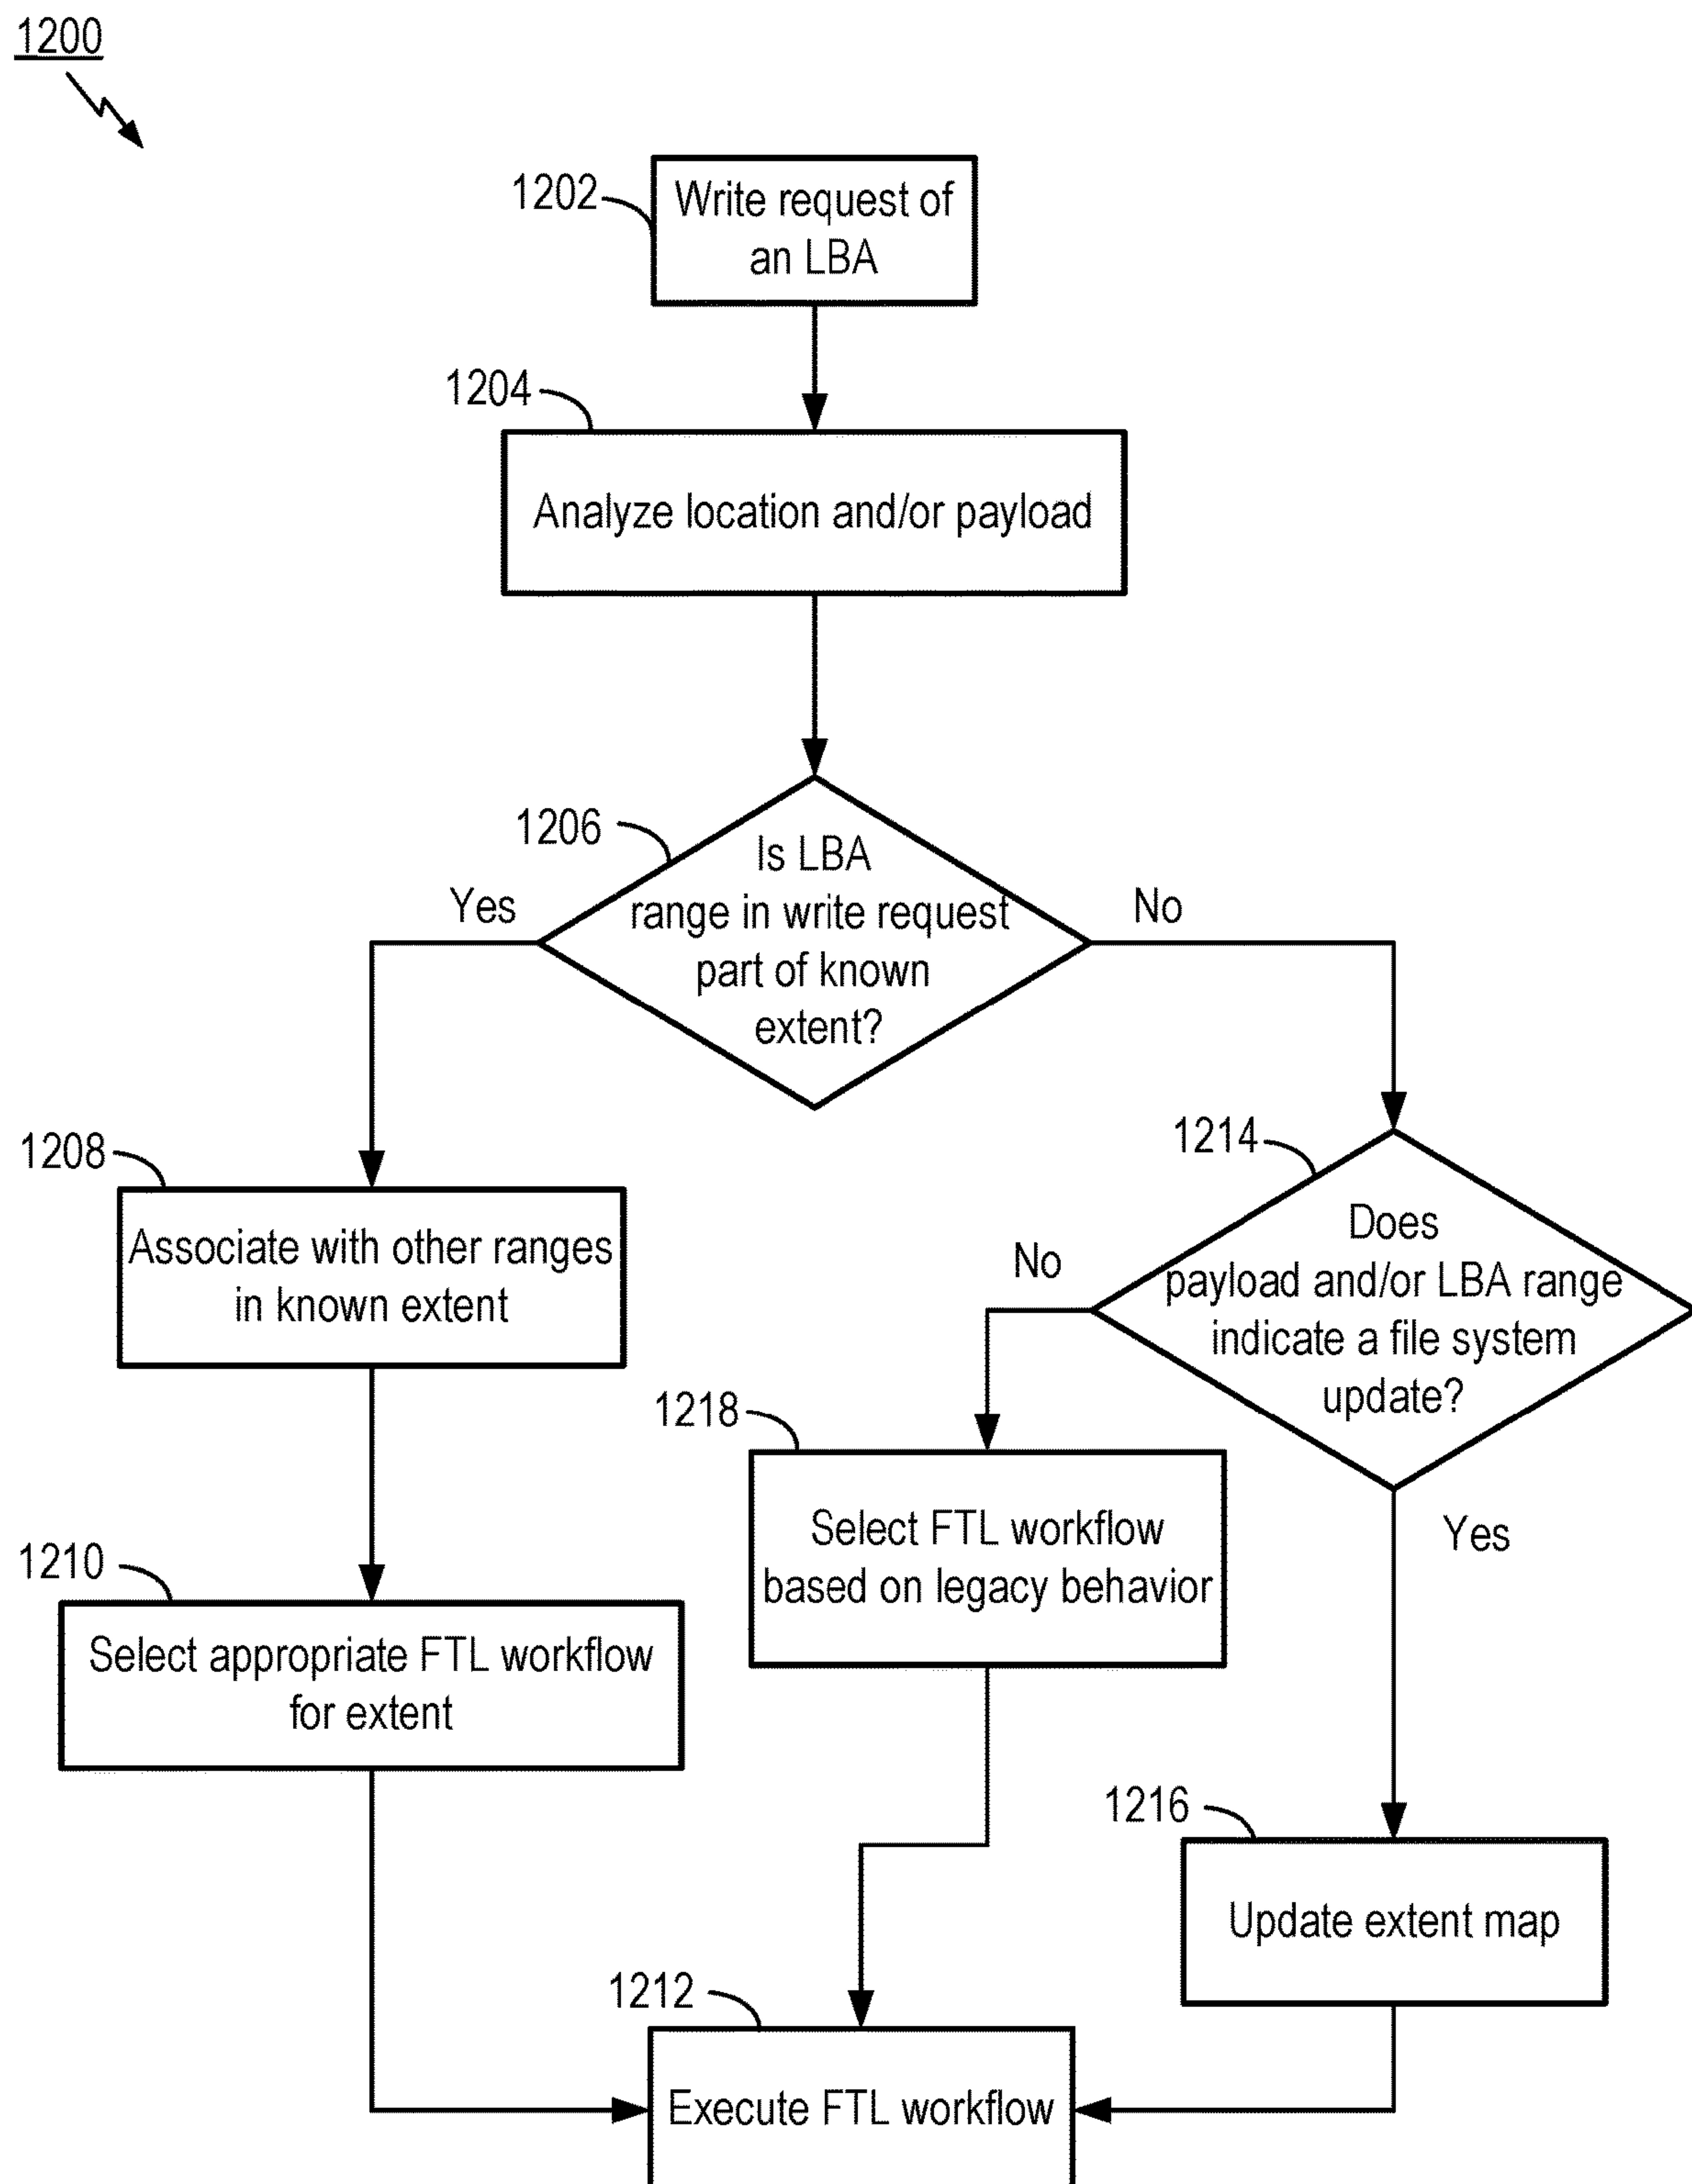 1200
1202
Write request of
an LBA
1204
Analyze location and/or payload
1206
Is LBA
range in write request
part of known
extent?
Yes
No
1208
Associate with other ranges
in known extent
1214
Does
payload and/or LBA range
indicate a file system
update?
No
Yes
1218
Select FTL workflow
based on legacy behavior
1210
Select appropriate FTL workflow
for extent
1216
Update extent map
1212
Execute FTL workflow